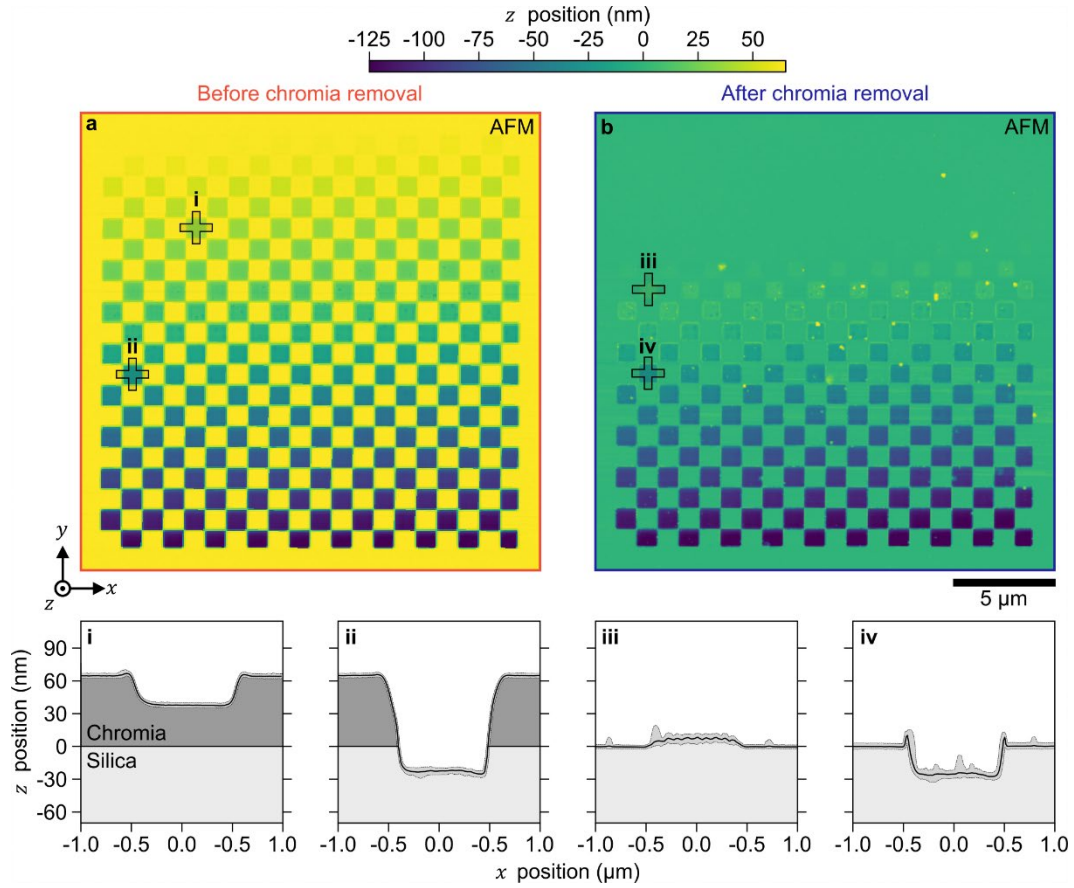 z position (nm)
-125 -100 -75 -50 -25 0 25 50
Before chromia removal
After chromia removal
a
AFM
b
AFM
i
ii
iii
iv
y
z
x
5 μm
i
ii
iii
iv
z position (nm)
90
60
30
0
-30
-60
Chromia
Silica
-1.0 -0.5 0.0 -0.5 1.0
-1.0 -0.5 0.0 -0.5 1.0
-1.0 -0.5 0.0 -0.5 1.0
-1.0 -0.5 0.0 -0.5 1.0
x position (μm)